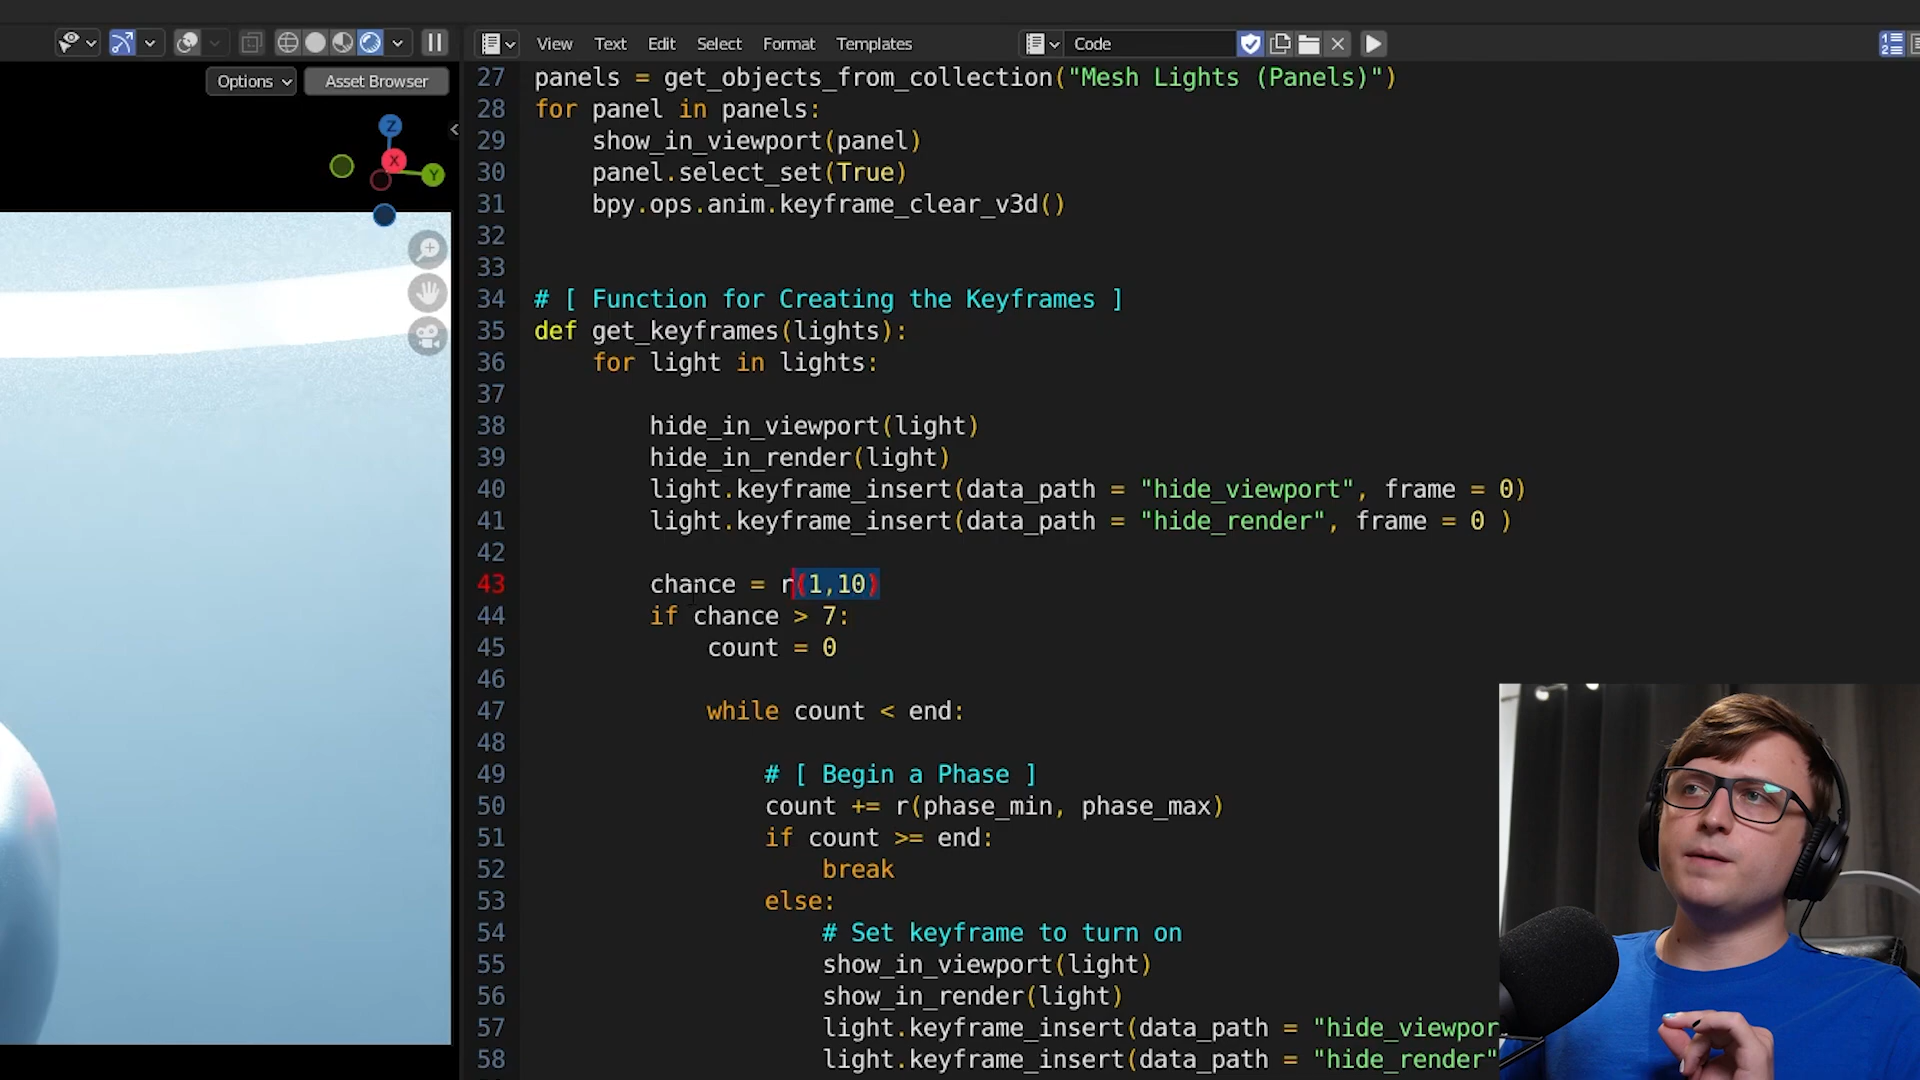 View Text Edit Select Format Templates Code
Options Asset Browser
Z
X
Y
27 panels = get_objects_from_collection("Mesh Lights (Panels)")
28 for panel in panels:
29 show_in_viewport(panel)
30 panel.select_set(True)
31 bpy.ops.anim.keyframe_clear_v3d()
32
33
34 # [ Function for Creating the Keyframes ]
35 def get_keyframes(lights):
36 for light in lights:
37
38 hide_in_viewport(light)
39 hide_in_render(light)
40 light.keyframe_insert(data_path = "hide_viewport", frame = 0)
41 light.keyframe_insert(data_path = "hide_render", frame = 0 )
42
43 chance = r(1,10)
44 if chance > 7:
45 count = 0
46
47 while count < end:
48
49 # [ Begin a Phase ]
50 count += r(phase_min, phase_max)
51 if count >= end:
52 break
53 else:
54 # Set keyframe to turn on
55 show_in_viewport(light)
56 show_in_render(light)
57 light.keyframe_insert(data_path = "hide_viewpor
58 light.keyframe_insert(data_path = "hide_render"